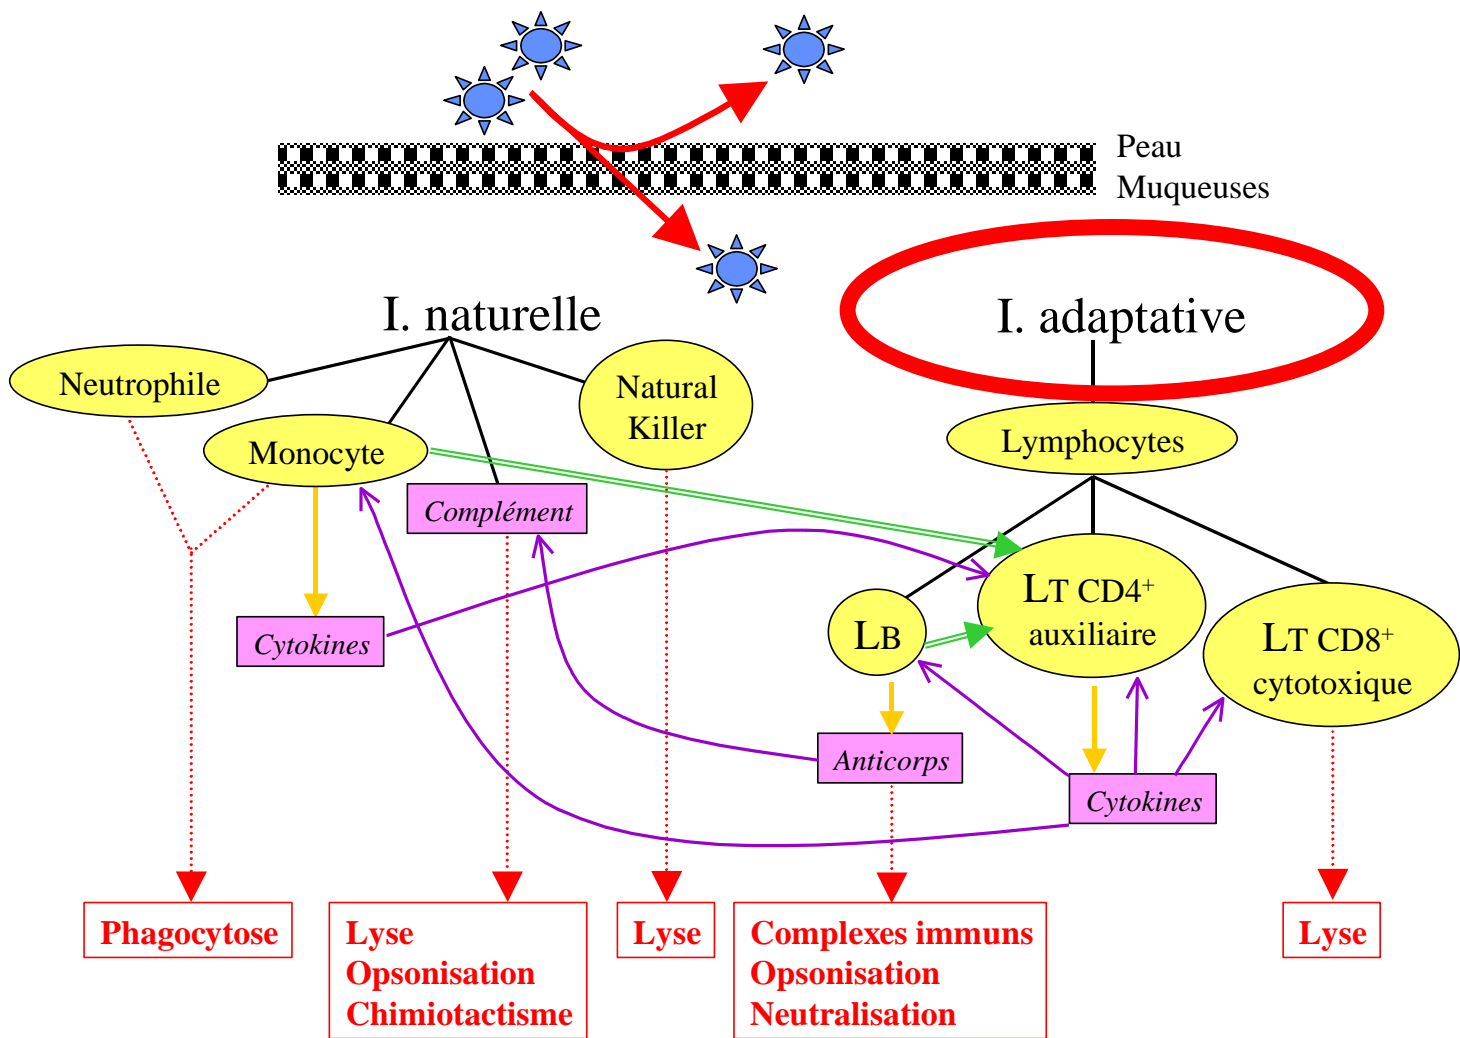 Peau
Muqueuses
I. naturelle
I. adaptative
Neutrophile
Natural
Killer
Monocyte
Lymphocytes
Complément
LT CD4⁺
auxiliaire
LB
LT CD8⁺
cytotoxique
Cytokines
Anticorps
Cytokines
Phagocytose
Lyse
Opsonisation
Chimiotactisme
Lyse
Complexes immuns
Opsonisation
Neutralisation
Lyse